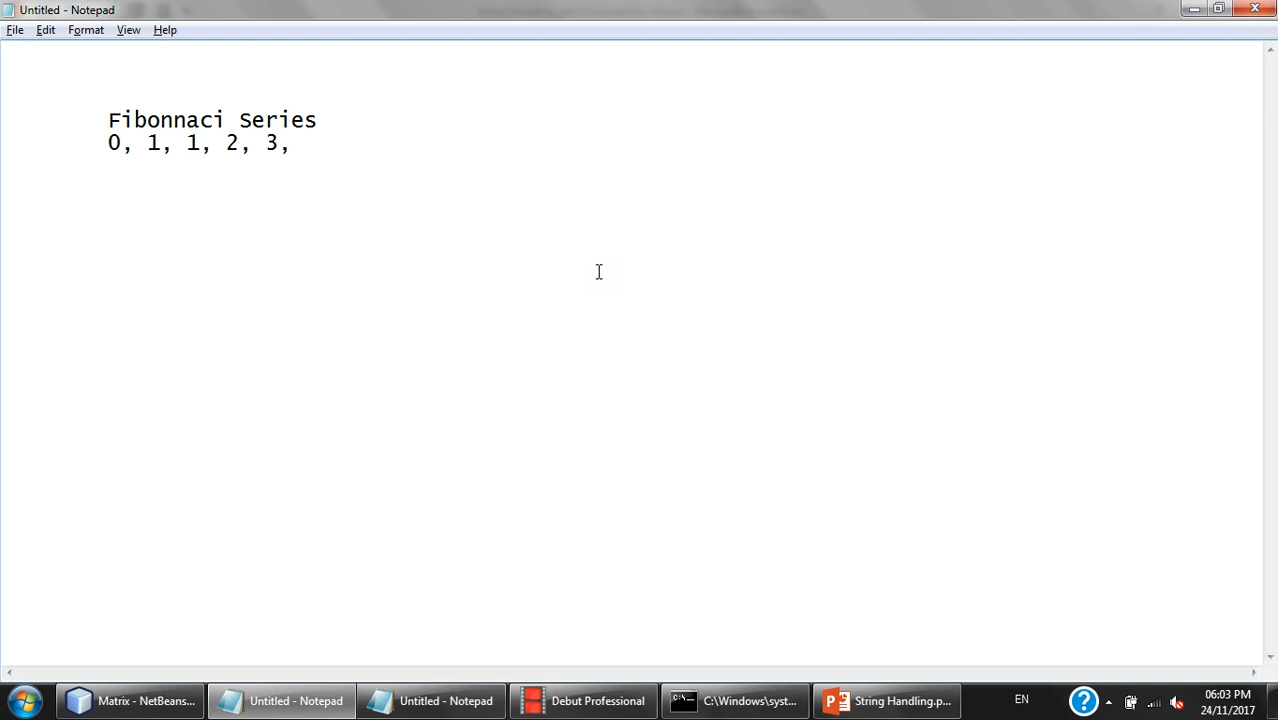 Untitled - Notepad
File Edit Format View Help
Fibonnaci Series
0, 1, 1, 2, 3,
Matrix - NetBeans... Untitled - Notepad Untitled - Notepad Debut Professional C:\Windows\syst... String Handling.p... EN 06:03 PM
24/11/2017